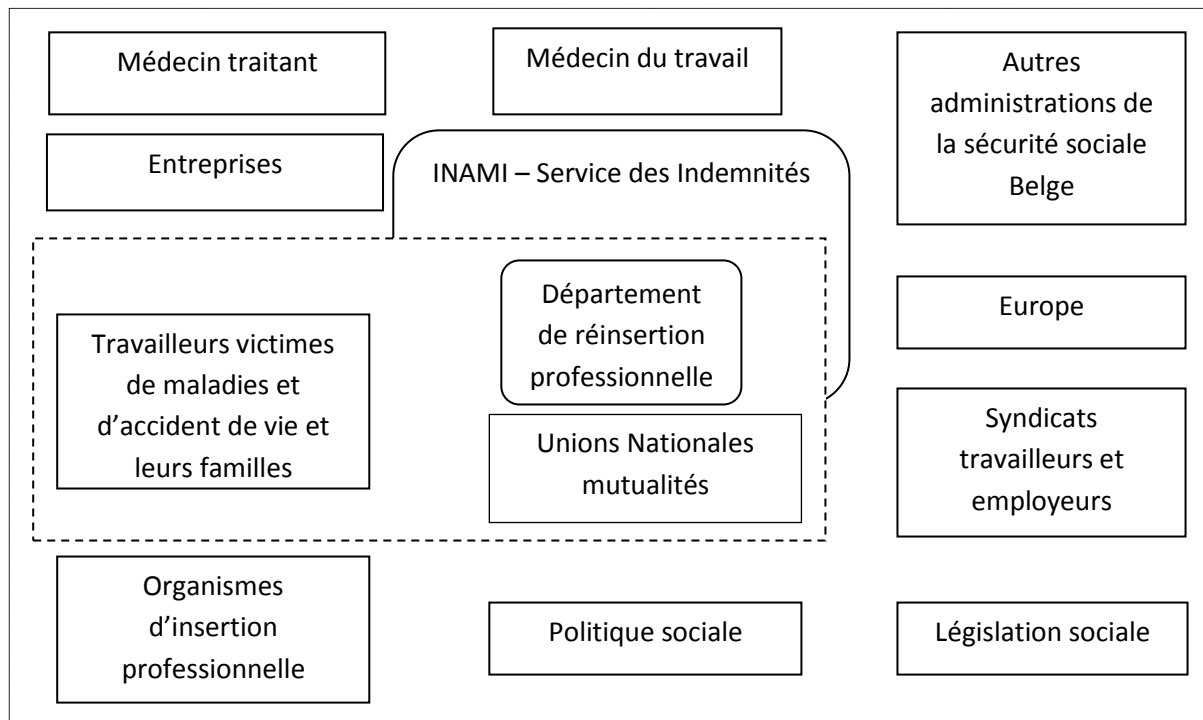 Médecin traitant
Médecin du travail
Autres
administrations de
la sécurité sociale
Belge
Entreprises
INAMI – Service des Indemnités
Département
de réinsertion
professionnelle
Europe
Travailleurs victimes
de maladies et
d’accident de vie et
leurs familles
Unions Nationales
mutualités
Syndicats
travailleurs et
employeurs
Organismes
d’insertion
professionnelle
Politique sociale
Législation sociale